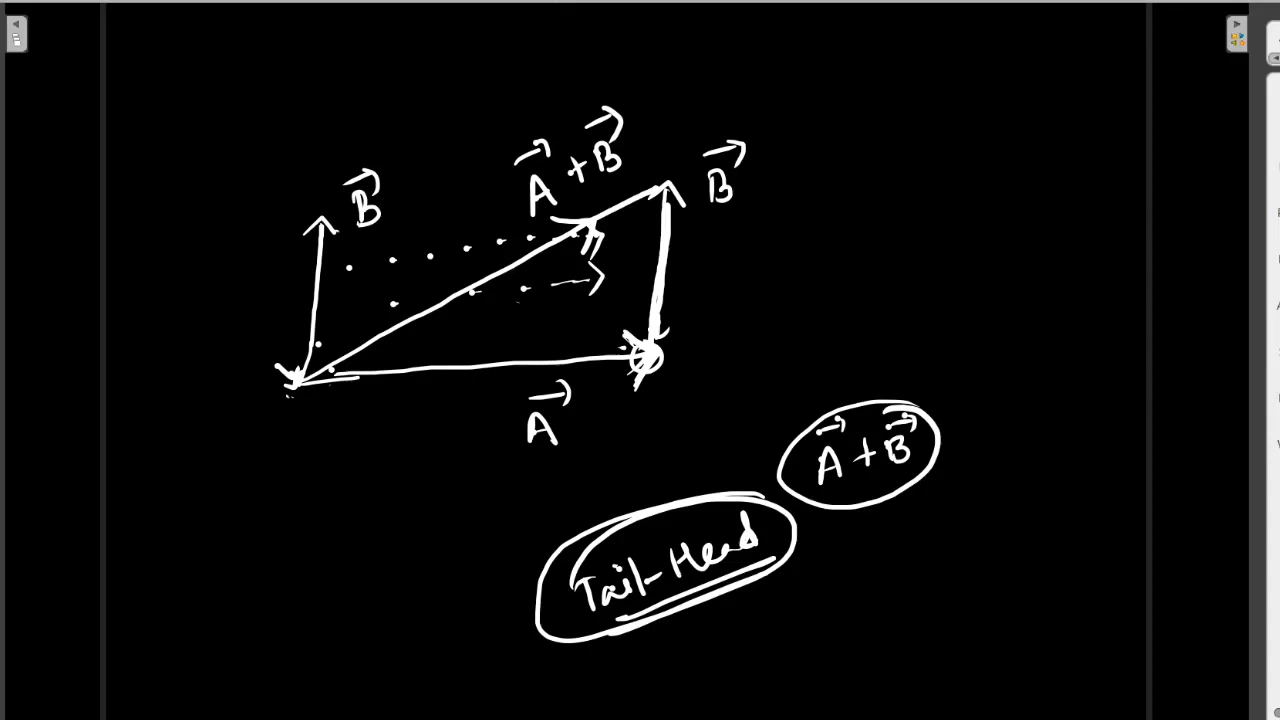 A⃗ + B⃗
B⃗
B⃗
A⃗
A⃗ + B⃗
Tail-Head